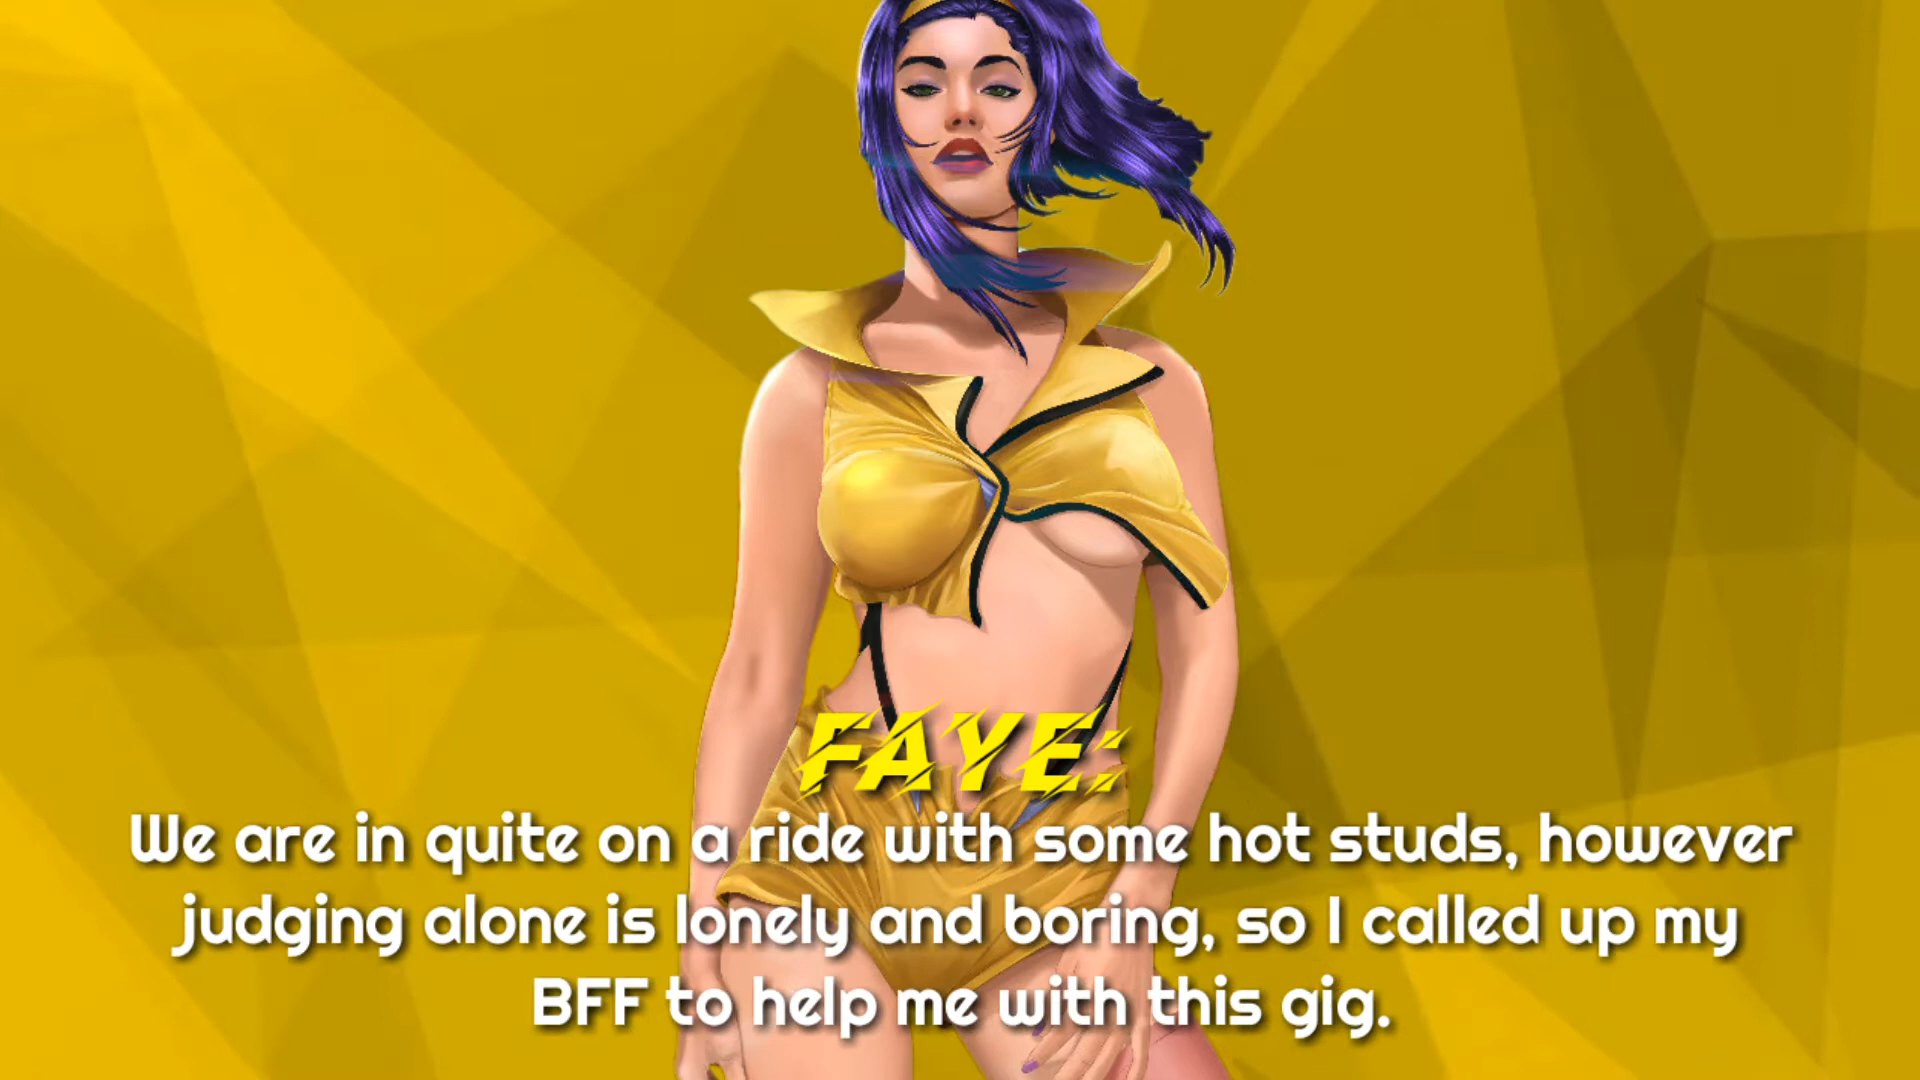 FAYE:
We are in quite on a ride with some hot studs, however
judging alone is lonely and boring, so I called up my
BFF to help me with this gig.